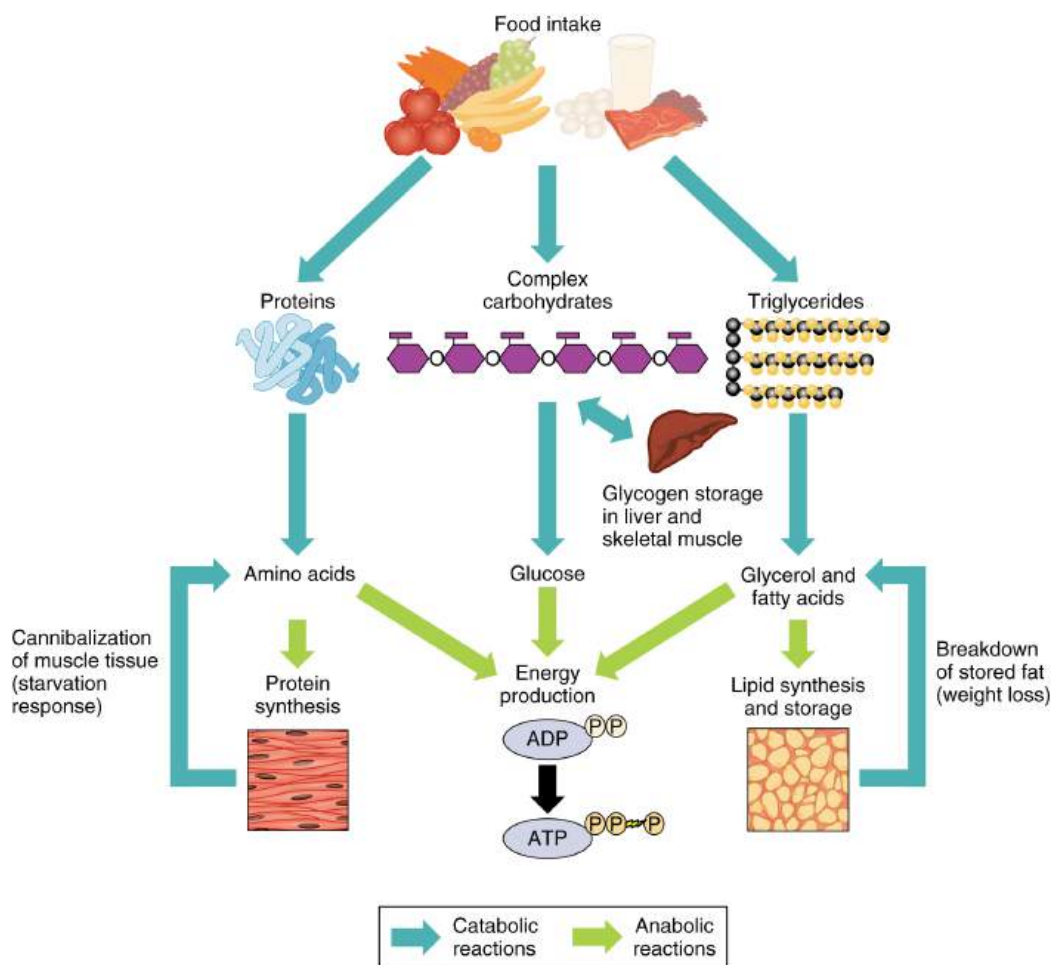 Food intake
Proteins
Complex
carbohydrates
Triglycerides
O O O O O
Glycogen storage
in liver and
skeletal muscle
Amino acids
Glucose
Glycerol and
fatty acids
Cannibalization
of muscle tissue
(starvation
response)
Protein
synthesis
Energy
production
Lipid synthesis
and storage
Breakdown
of stored fat
(weight loss)
ADP P P
ATP P P P
Catabolic
reactions
Anabolic
reactions